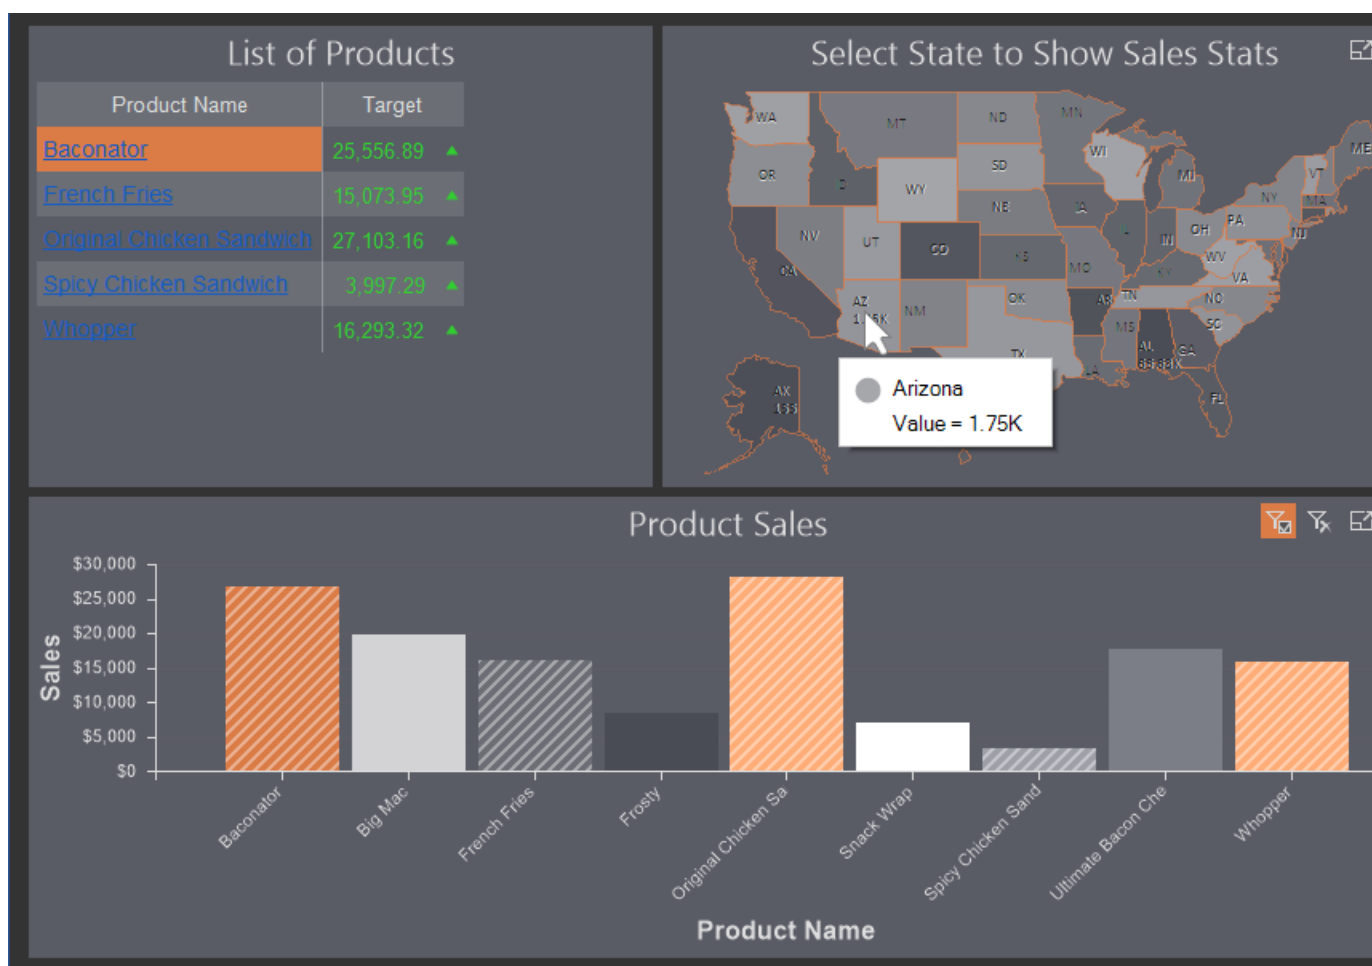 List of Products
Product Name Target
Baconator 25,556.89
French Fries 15,073.95
Original Chicken Sandwich 27,103.16
Spicy Chicken Sandwich 3,997.29
Whopper 16,293.32
Select State to Show Sales Stats
WA
MT
ND
MN
WI
ME
OR
WY
SD
MI
VT
NY
MA
NV
UT
CO
NE
IA
IN
OH
PA
NJ
CA
KS
MO
KY
WV
VA
AZ
NM
OK
AR
TN
NC
SC
TX
LA
MS
AL
GA
FL
AK
Arizona
Value = 1.75K
Product Sales
Sales
$30,000
$25,000
$20,000
$15,000
$10,000
$5,000
$0
Baconator
Big Mac
French Fries
Frosty
Original Chicken Sa
Snack Wrap
Spicy Chicken Sand
Ultimate Bacon Che
Whopper
Product Name